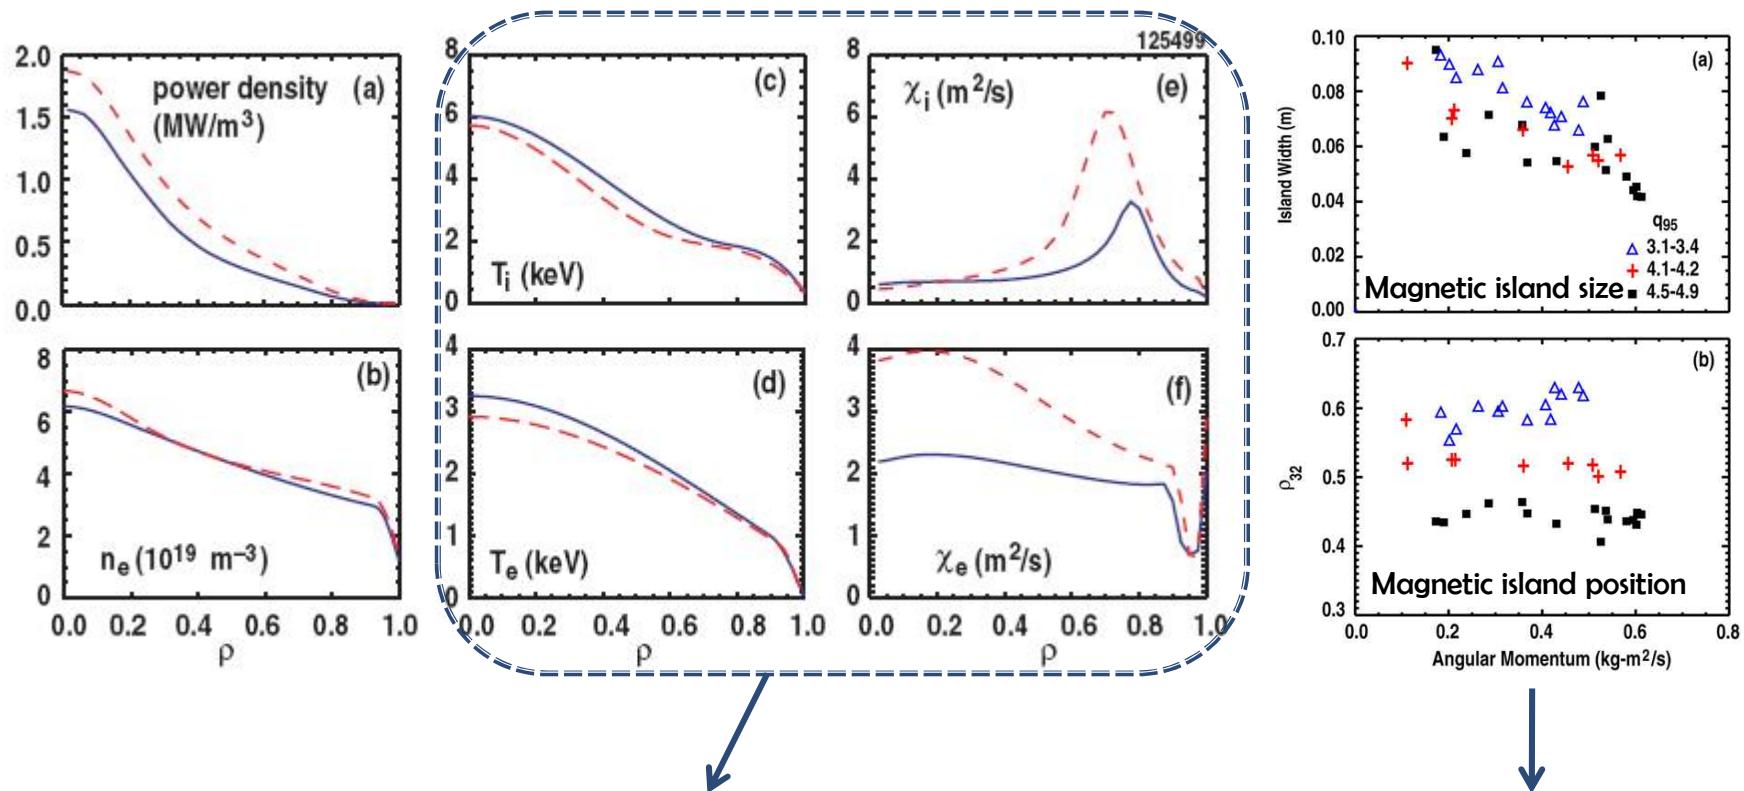 2.0
1.5
1.0
0.5
0.0
power density (a)
(MW/m³)
8
6
4
2
0
(b)
nₑ (10¹⁹ m⁻³)
0.0 0.2 0.4 0.6 0.8 1.0
ρ
8
6
4
2
0
(c)
Tᵢ (keV)
4
3
2
1
0
(d)
Tₑ (keV)
0.0 0.2 0.4 0.6 0.8 1.0
ρ
125499
8
6
4
2
0
χᵢ (m²/s) (e)
4
3
2
1
0
(f)
χₑ (m²/s)
0.0 0.2 0.4 0.6 0.8 1.0
ρ
0.10
0.08
0.06
0.04
0.02
0.00
Island Width (m)
(a)
q₉₅
3.1-3.4
4.1-4.2
4.5-4.9
Magnetic island size
0.7
0.6
0.5
0.4
0.3
ρ₃₂
(b)
Magnetic island position
0.0 0.2 0.4 0.6 0.8
Angular Momentum (kg-m²/s)